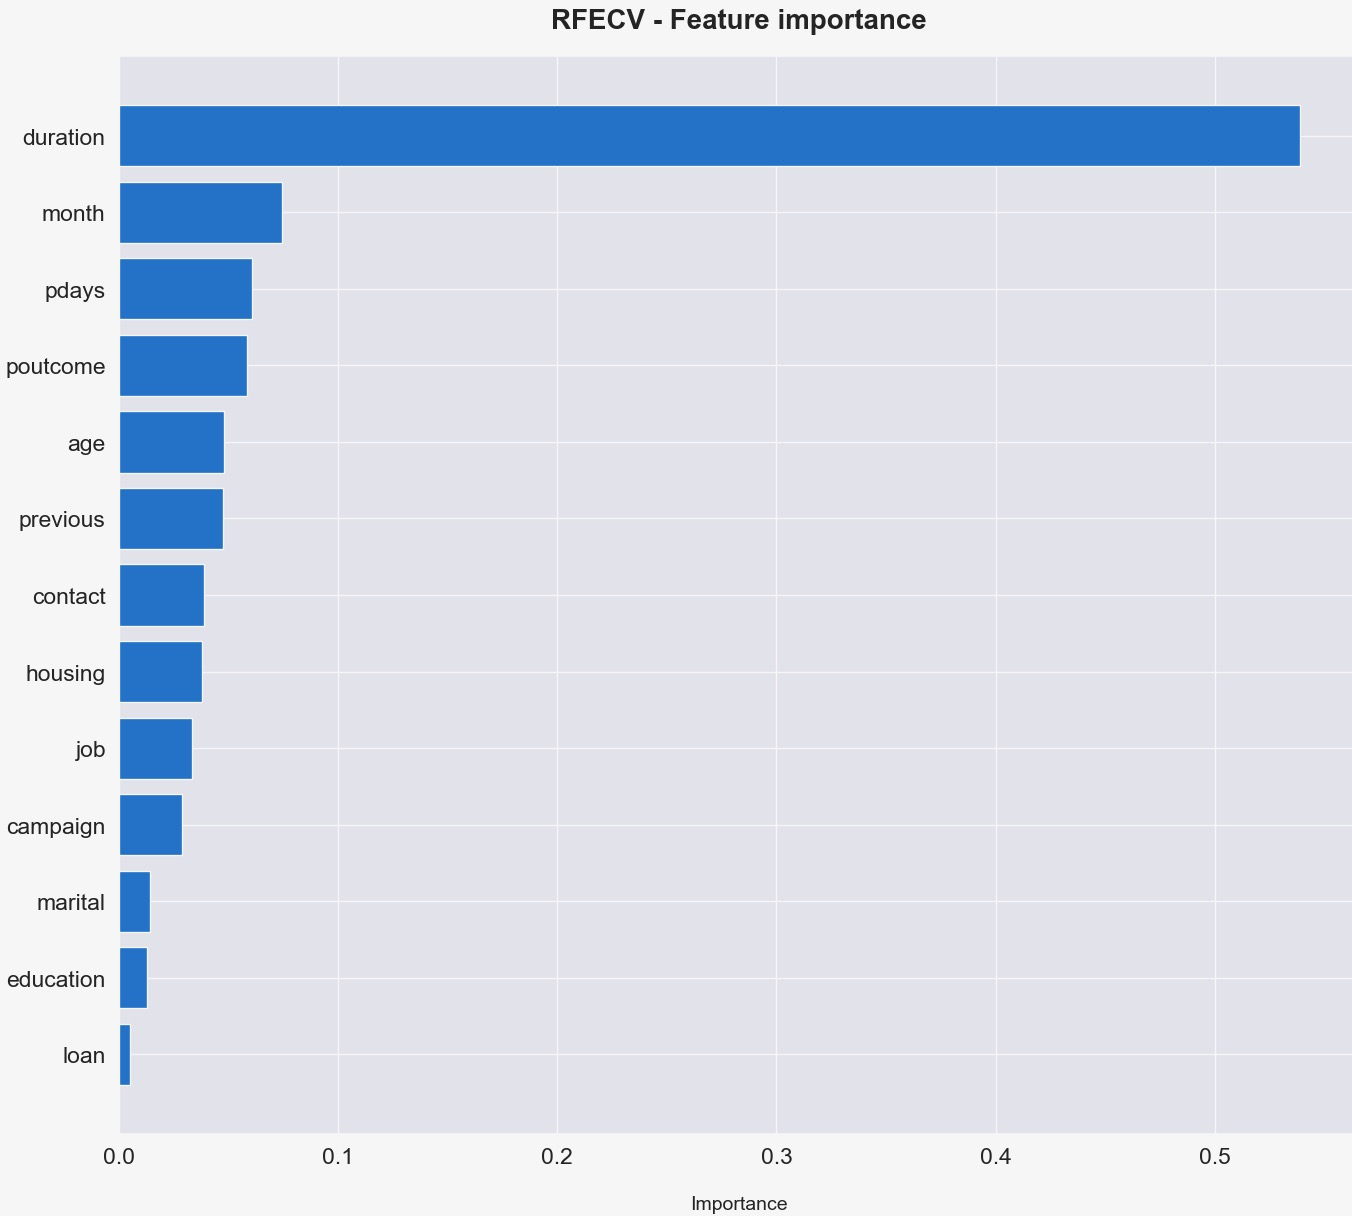 RFECV - Feature importance
duration
month
pdays
poutcome
age
previous
contact
housing
job
campaign
marital
education
loan
0.0 0.1 0.2 0.3 0.4 0.5
Importance